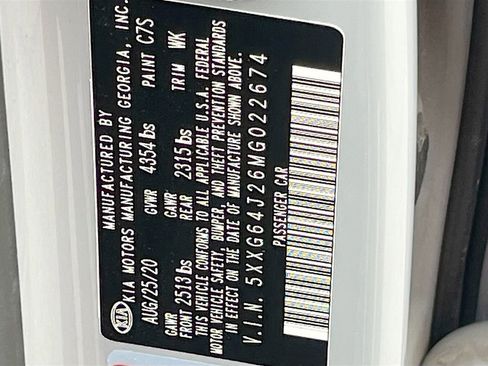 MANUFACTURED BY
KIA KIA MOTORS MANUFACTURING GEORGIA, INC.
AUG/25/20 GVWR 4354 lbs PAINT C7S
GAWR FRONT 2513 lbs GAWR REAR 2315 lbs TRIM WK
THIS VEHICLE CONFORMS TO ALL APPLICABLE U.S.A. FEDERAL
MOTOR VEHICLE SAFETY, BUMPER, AND THEFT PREVENTION STANDARDS
IN EFFECT ON THE DATE OF MANUFACTURE SHOWN ABOVE.
V.I.N. 5XXG64J26MG022674
PASSENGER CAR